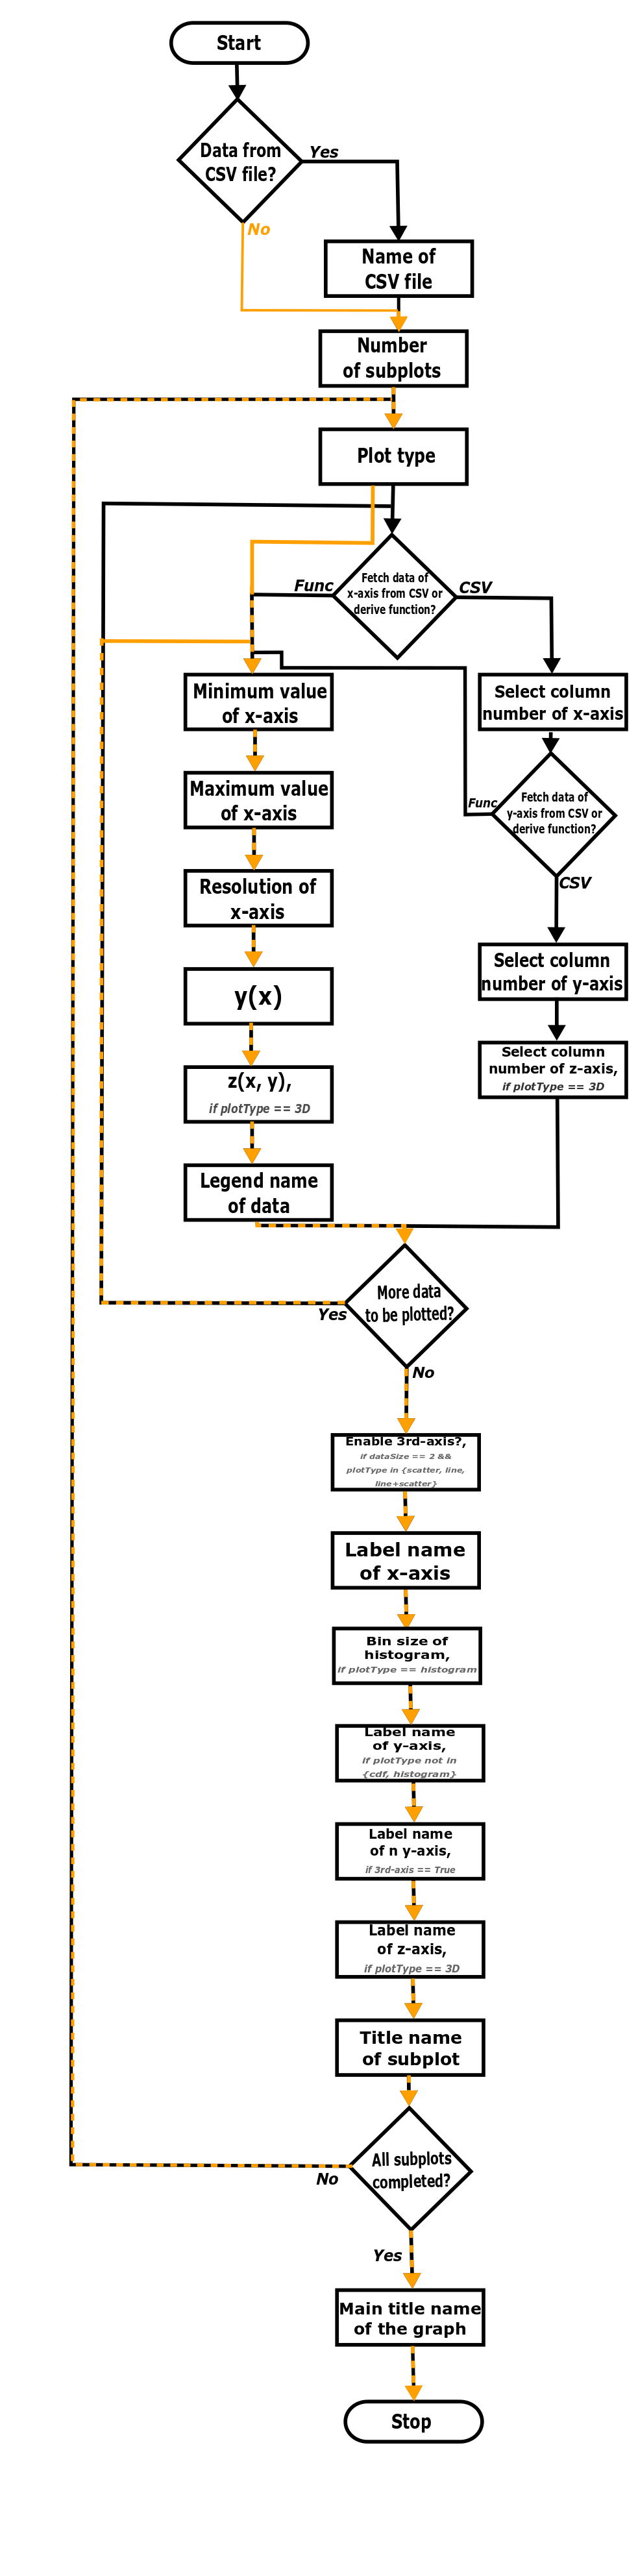 Start
Data from
CSV file?
Yes
No
Name of
CSV file
Number
of subplots
Plot type
Fetch data of
x-axis from CSV or
derive function?
Func
CSV
Minimum value
of x-axis
Select column
number of x-axis
Maximum value
of x-axis
Fetch data of
y-axis from CSV or
derive function?
Func
CSV
Resolution of
x-axis
Select column
number of y-axis
y(x)
Select column
number of z-axis,
if plotType == 3D
z(x, y),
if plotType == 3D
Legend name
of data
More data
to be plotted?
Yes
No
Enable 3rd-axis?,
if dataSize == 2 &&
plotType in {scatter, line,
line+scatter}
Label name
of x-axis
Bin size of
histogram,
if plotType == histogram
Label name
of y-axis,
if plotType not in
{cdf, histogram}
Label name
of n y-axis,
if 3rd-axis == True
Label name
of z-axis,
if plotType == 3D
Title name
of subplot
All subplots
completed?
No
Yes
Main title name
of the graph
Stop